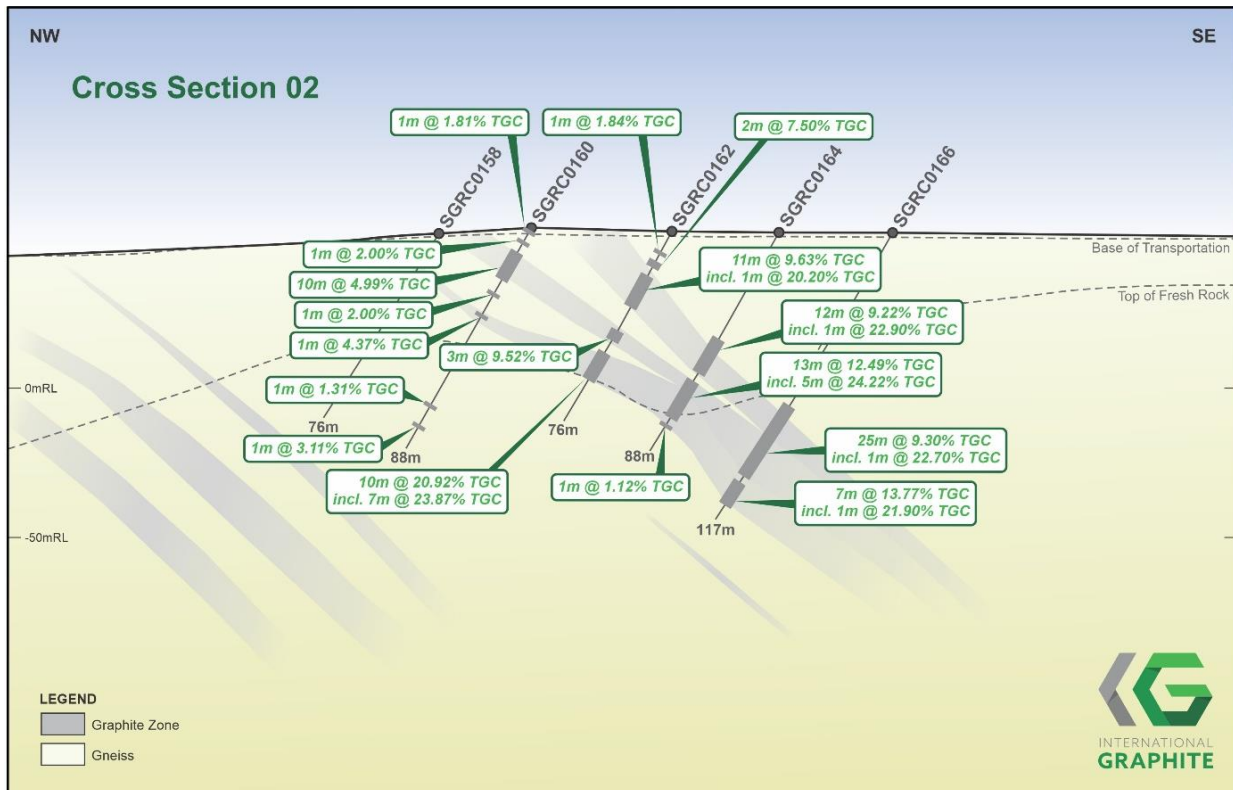 NW
SE
Cross Section 02
1m @ 1.81% TGC
1m @ 1.84% TGC
2m @ 7.50% TGC
SGRC0158
SGRC0160
SGRC0162
SGRC0164
SGRC0166
1m @ 2.00% TGC
10m @ 4.99% TGC
1m @ 2.00% TGC
1m @ 4.37% TGC
1m @ 1.31% TGC
1m @ 3.11% TGC
3m @ 9.52% TGC
10m @ 20.92% TGC
incl. 7m @ 23.87% TGC
11m @ 9.63% TGC
incl. 1m @ 20.20% TGC
12m @ 9.22% TGC
incl. 1m @ 22.90% TGC
13m @ 12.49% TGC
incl. 5m @ 24.22% TGC
1m @ 1.12% TGC
25m @ 9.30% TGC
incl. 1m @ 22.70% TGC
7m @ 13.77% TGC
incl. 1m @ 21.90% TGC
Base of Transportation
Top of Fresh Rock
0mRL
-50mRL
76m
88m
76m
88m
117m
LEGEND
Graphite Zone
Gneiss
INTERNATIONAL
GRAPHITE